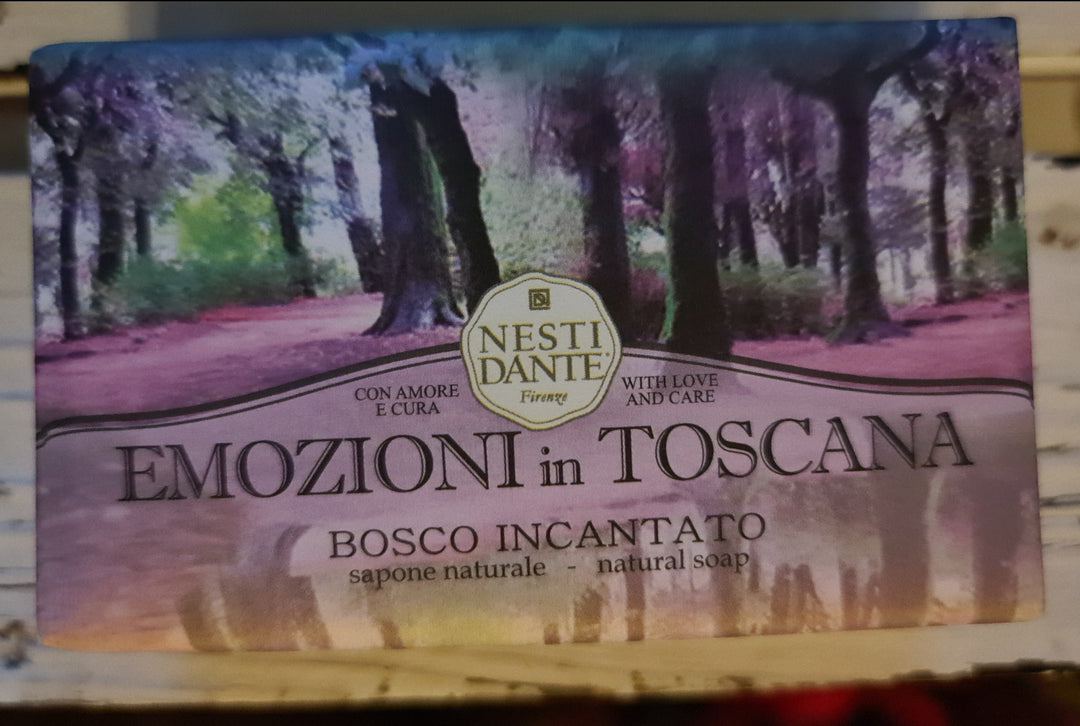 NESTI
DANTE
Firenze
CON AMORE
E CURA
WITH LOVE
AND CARE
EMOZIONI in TOSCANA
BOSCO INCANTATO
sapone naturale - natural soap